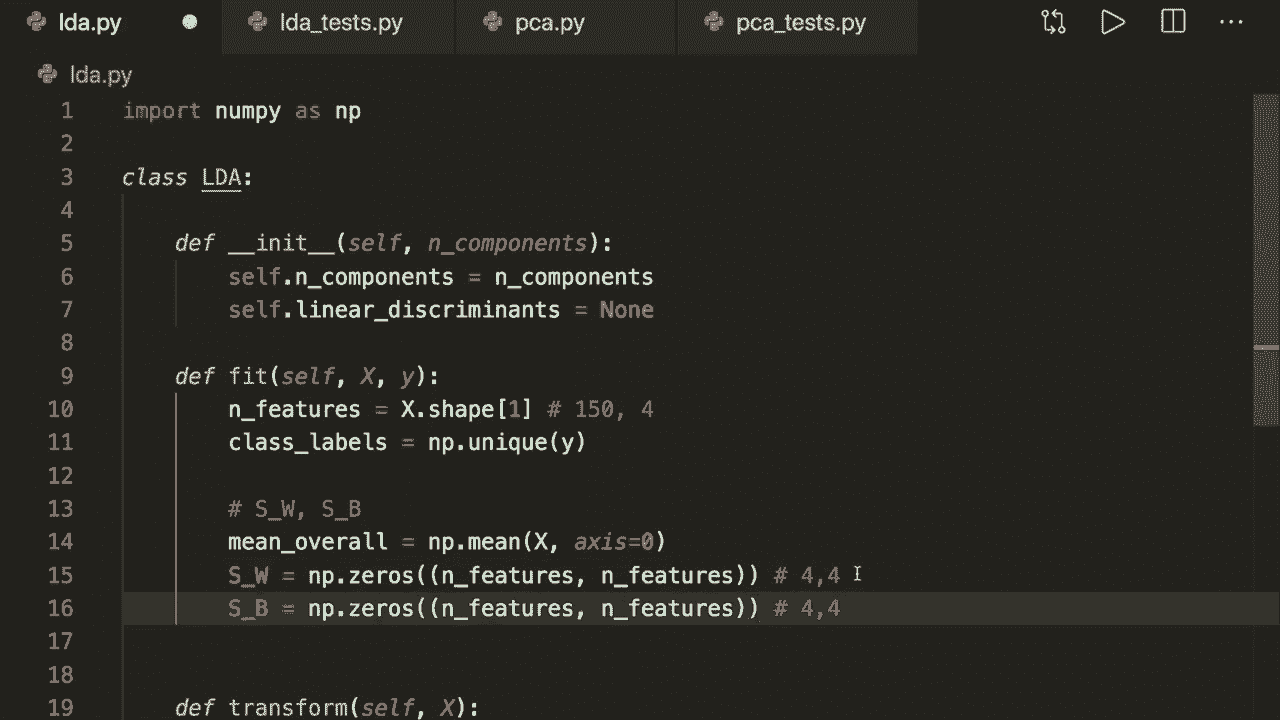 lda.py lda_tests.py pca.py pca_tests.py
lda.py
1 import numpy as np
2
3 class LDA:
4
5 def __init__(self, n_components):
6 self.n_components = n_components
7 self.linear_discriminants = None
8
9 def fit(self, X, y):
10 n_features = X.shape[1] # 150, 4
11 class_labels = np.unique(y)
12
13 # S_W, S_B
14 mean_overall = np.mean(X, axis=0)
15 S_W = np.zeros((n_features, n_features)) # 4,4
16 S_B = np.zeros((n_features, n_features)) # 4,4
17
18
19 def transform(self, X):